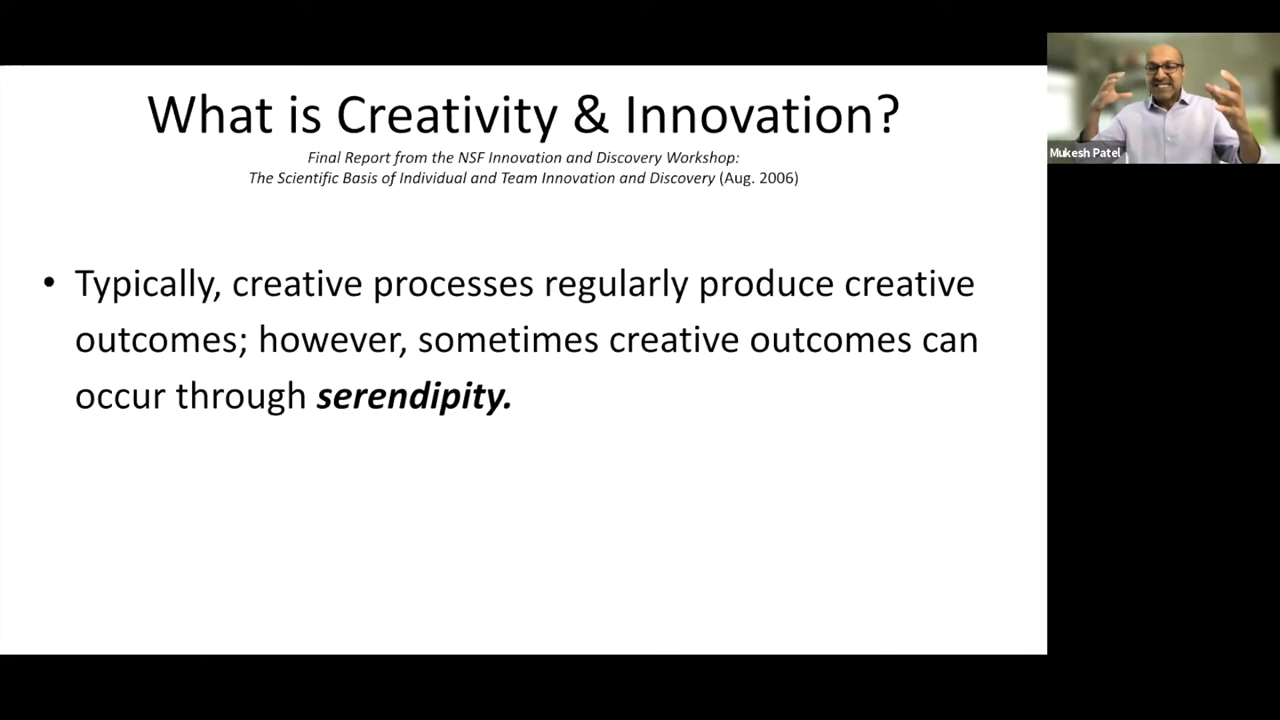 What is Creativity & Innovation?
Final Report from the NSF Innovation and Discovery Workshop:
The Scientific Basis of Individual and Team Innovation and Discovery (Aug. 2006)
• Typically, creative processes regularly produce creative
outcomes; however, sometimes creative outcomes can
occur through serendipity.
Mukesh Patel